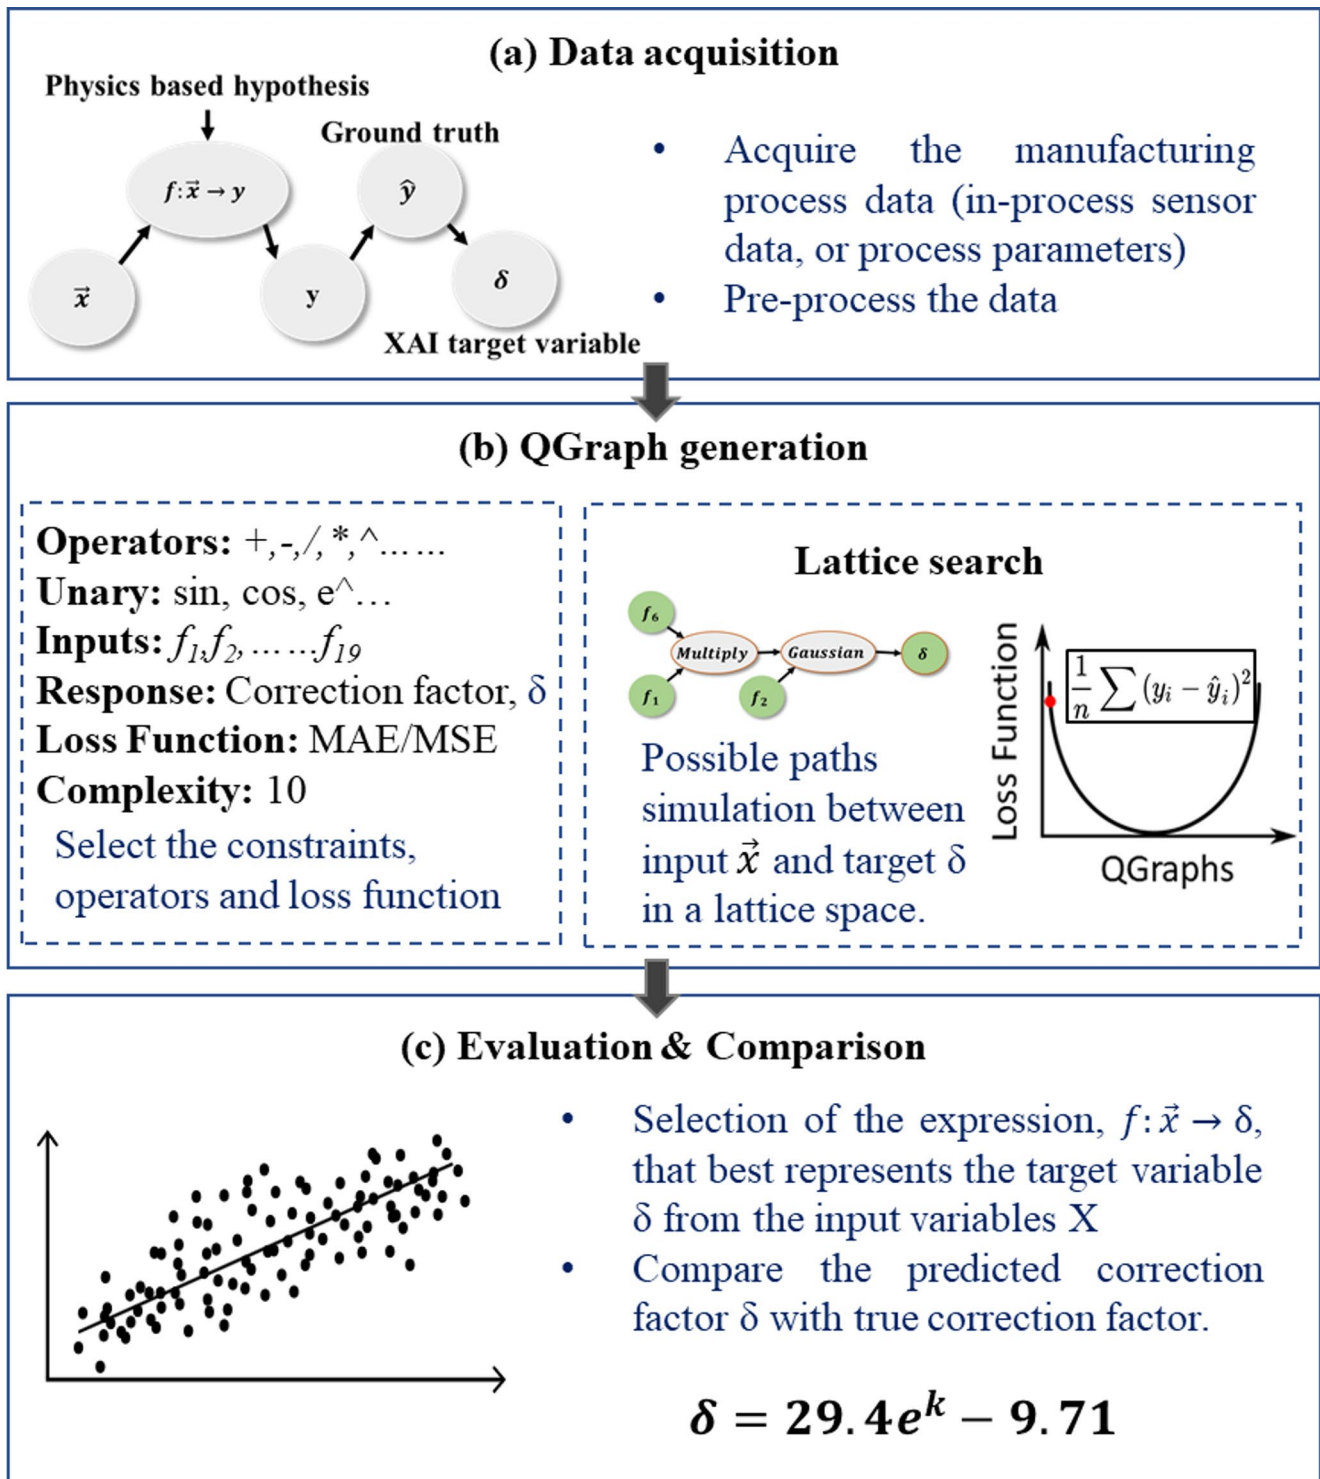 (a) Data acquisition
Physics based hypothesis
Ground truth
f: x⃗ → y
ŷ
x⃗
y
δ
XAI target variable
• Acquire the manufacturing
process data (in-process sensor
data, or process parameters)
• Pre-process the data
(b) QGraph generation
Operators: +,-,/,*,^……
Unary: sin, cos, e^…
Inputs: f₁,f₂, ……f₁₉
Response: Correction factor, δ
Loss Function: MAE/MSE
Complexity: 10
Select the constraints,
operators and loss function
Lattice search
f₆
Multiply
Gaussian
δ
f₁
f₂
Possible paths
simulation between
input x⃗ and target δ
in a lattice space.
Loss Function
1/n ∑(yᵢ − ŷᵢ)²
QGraphs
(c) Evaluation & Comparison
• Selection of the expression, f: x⃗ → δ,
that best represents the target variable
δ from the input variables X
• Compare the predicted correction
factor δ with true correction factor.
δ = 29.4eᵏ − 9.71